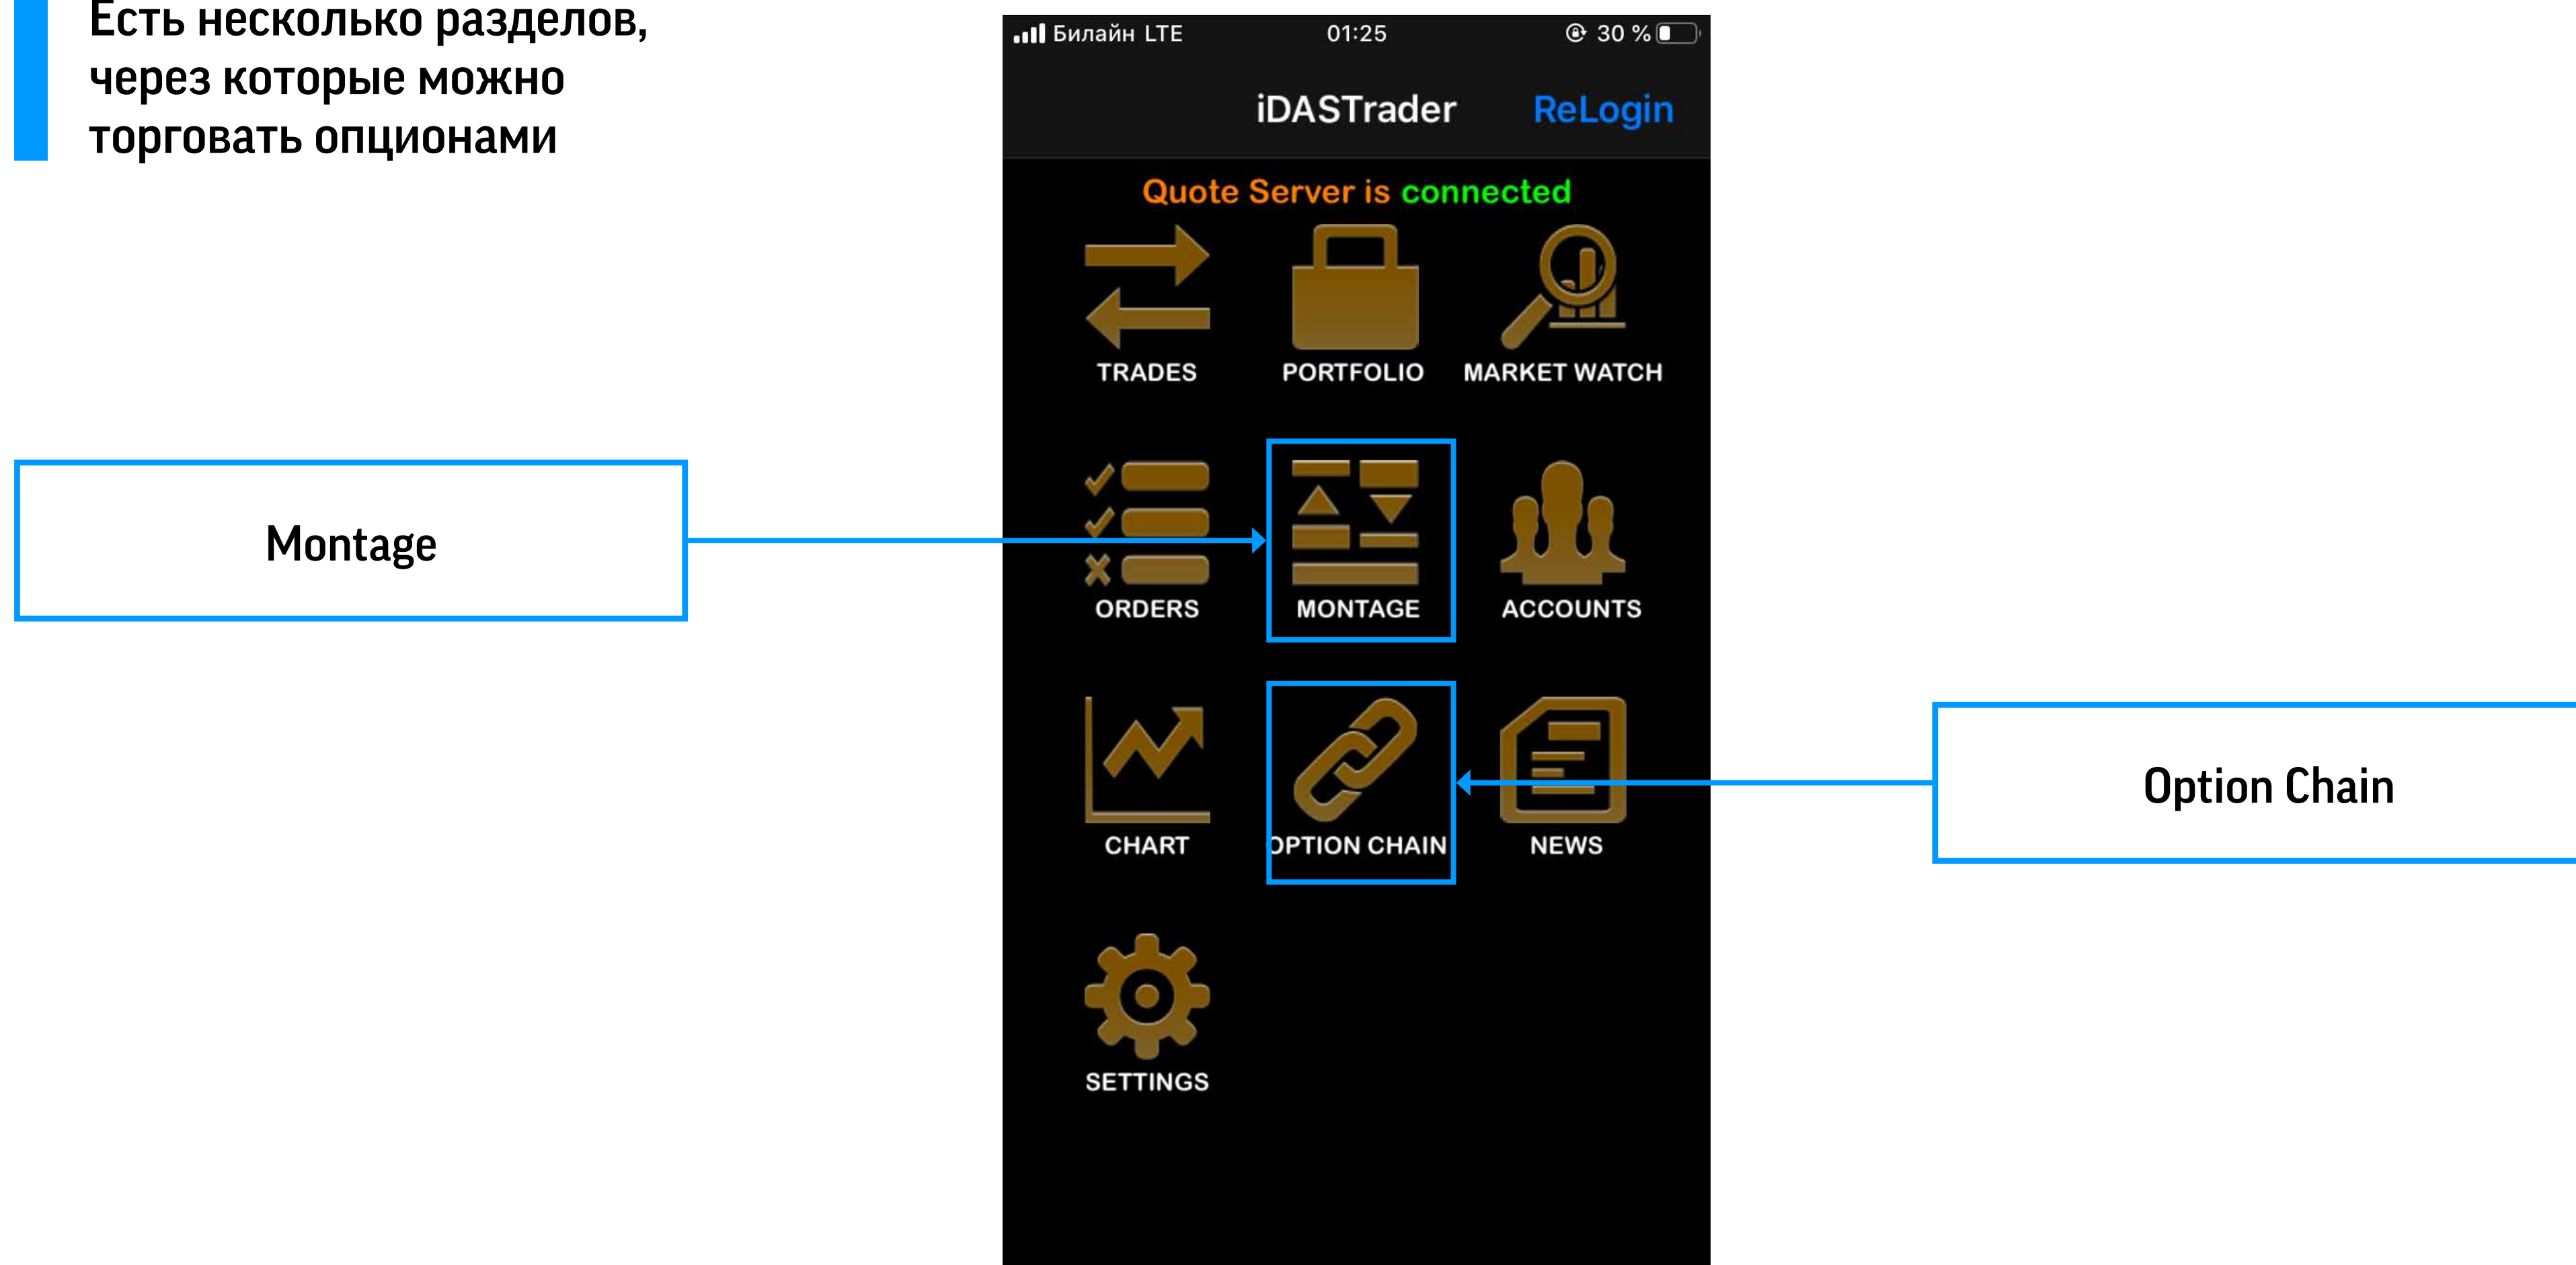 Есть несколько разделов,
через которые можно
торговать опционами
Билайн LTE 01:25 30 %
iDASTrader ReLogin
Quote Server is connected
TRADES PORTFOLIO MARKET WATCH
Montage
ORDERS MONTAGE ACCOUNTS
Option Chain
CHART OPTION CHAIN NEWS
SETTINGS